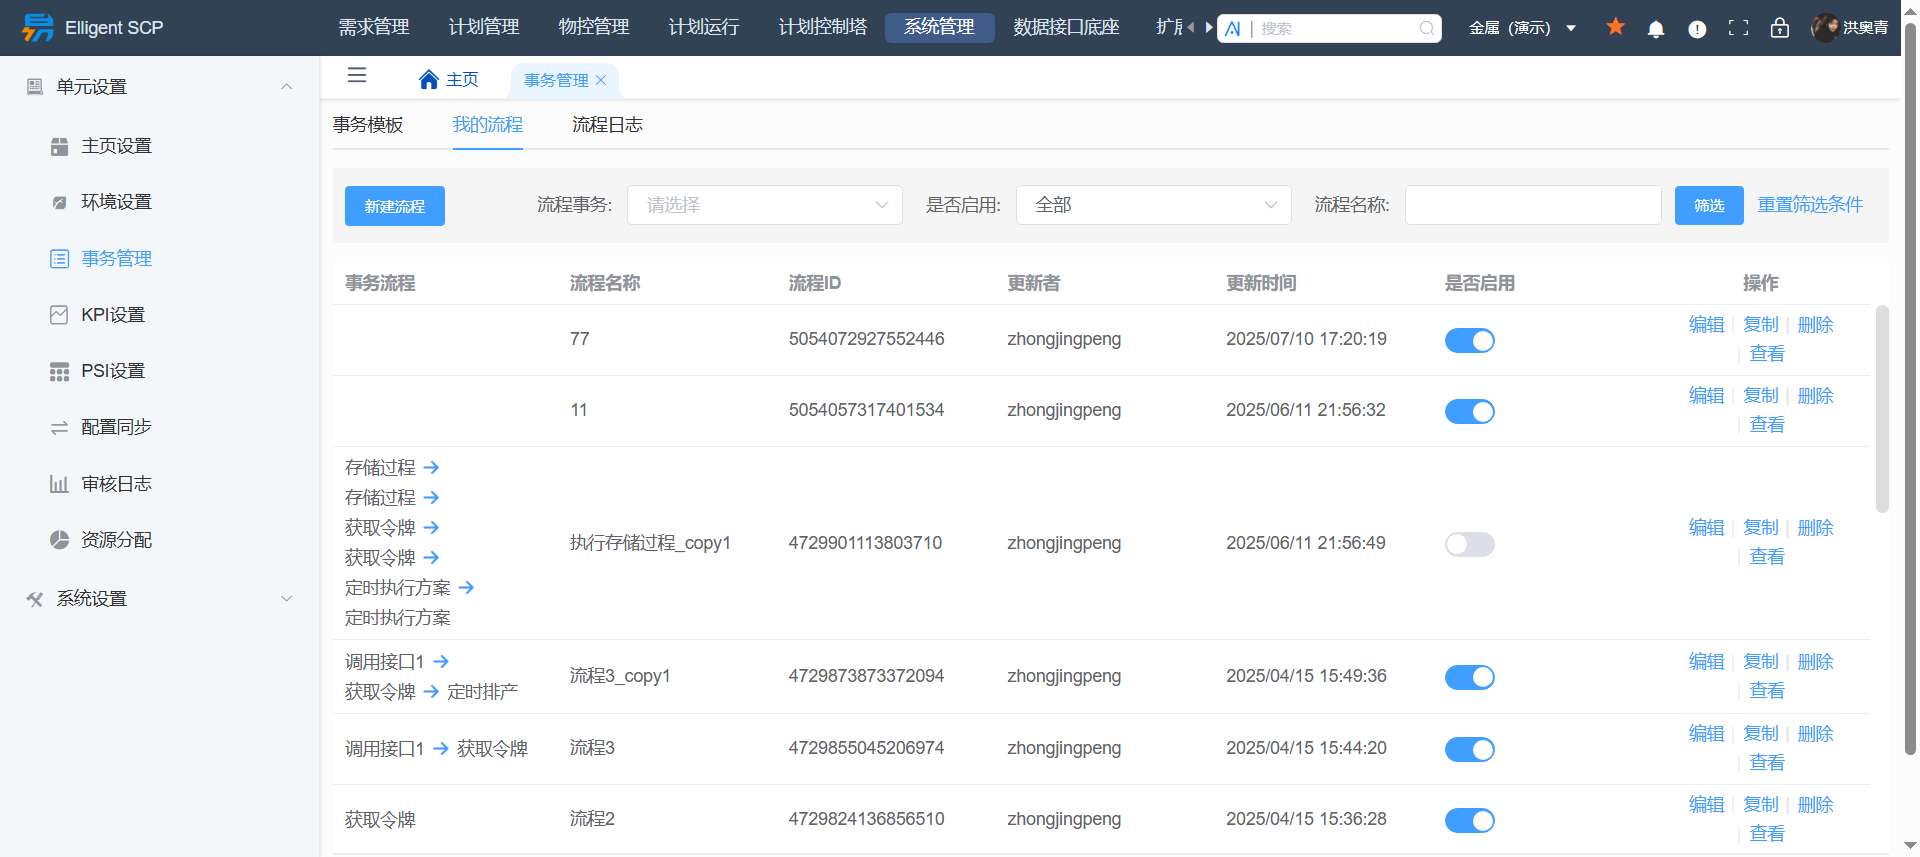 Elligent SCP
需求管理
计划管理
物控管理
计划运行
计划控制塔
系统管理
数据接口底座
AI | 搜索
金属（演示）
洪奥青
单元设置
主页设置
环境设置
事务管理
KPI设置
PSI设置
配置同步
审核日志
资源分配
系统设置
主页
事务管理
事务模板
我的流程
流程日志
新建流程
流程事务:
请选择
是否启用:
全部
流程名称:
筛选
重置筛选条件
事务流程 流程名称 流程ID 更新者 更新时间 是否启用 操作
77 5054072927552446 zhongjingpeng 2025/07/10 17:20:19 编辑 复制 删除
查看
11 5054057317401534 zhongjingpeng 2025/06/11 21:56:32 编辑 复制 删除
查看
存储过程 →
存储过程 →
获取令牌 →
获取令牌 →
定时执行方案 →
定时执行方案
执行存储过程_copy1 4729901113803710 zhongjingpeng 2025/06/11 21:56:49 编辑 复制 删除
查看
调用接口1 →
获取令牌 → 定时排产
流程3_copy1 4729873873372094 zhongjingpeng 2025/04/15 15:49:36 编辑 复制 删除
查看
调用接口1 → 获取令牌 流程3 4729855045206974 zhongjingpeng 2025/04/15 15:44:20 编辑 复制 删除
查看
获取令牌 流程2 4729824136856510 zhongjingpeng 2025/04/15 15:36:28 编辑 复制 删除
查看